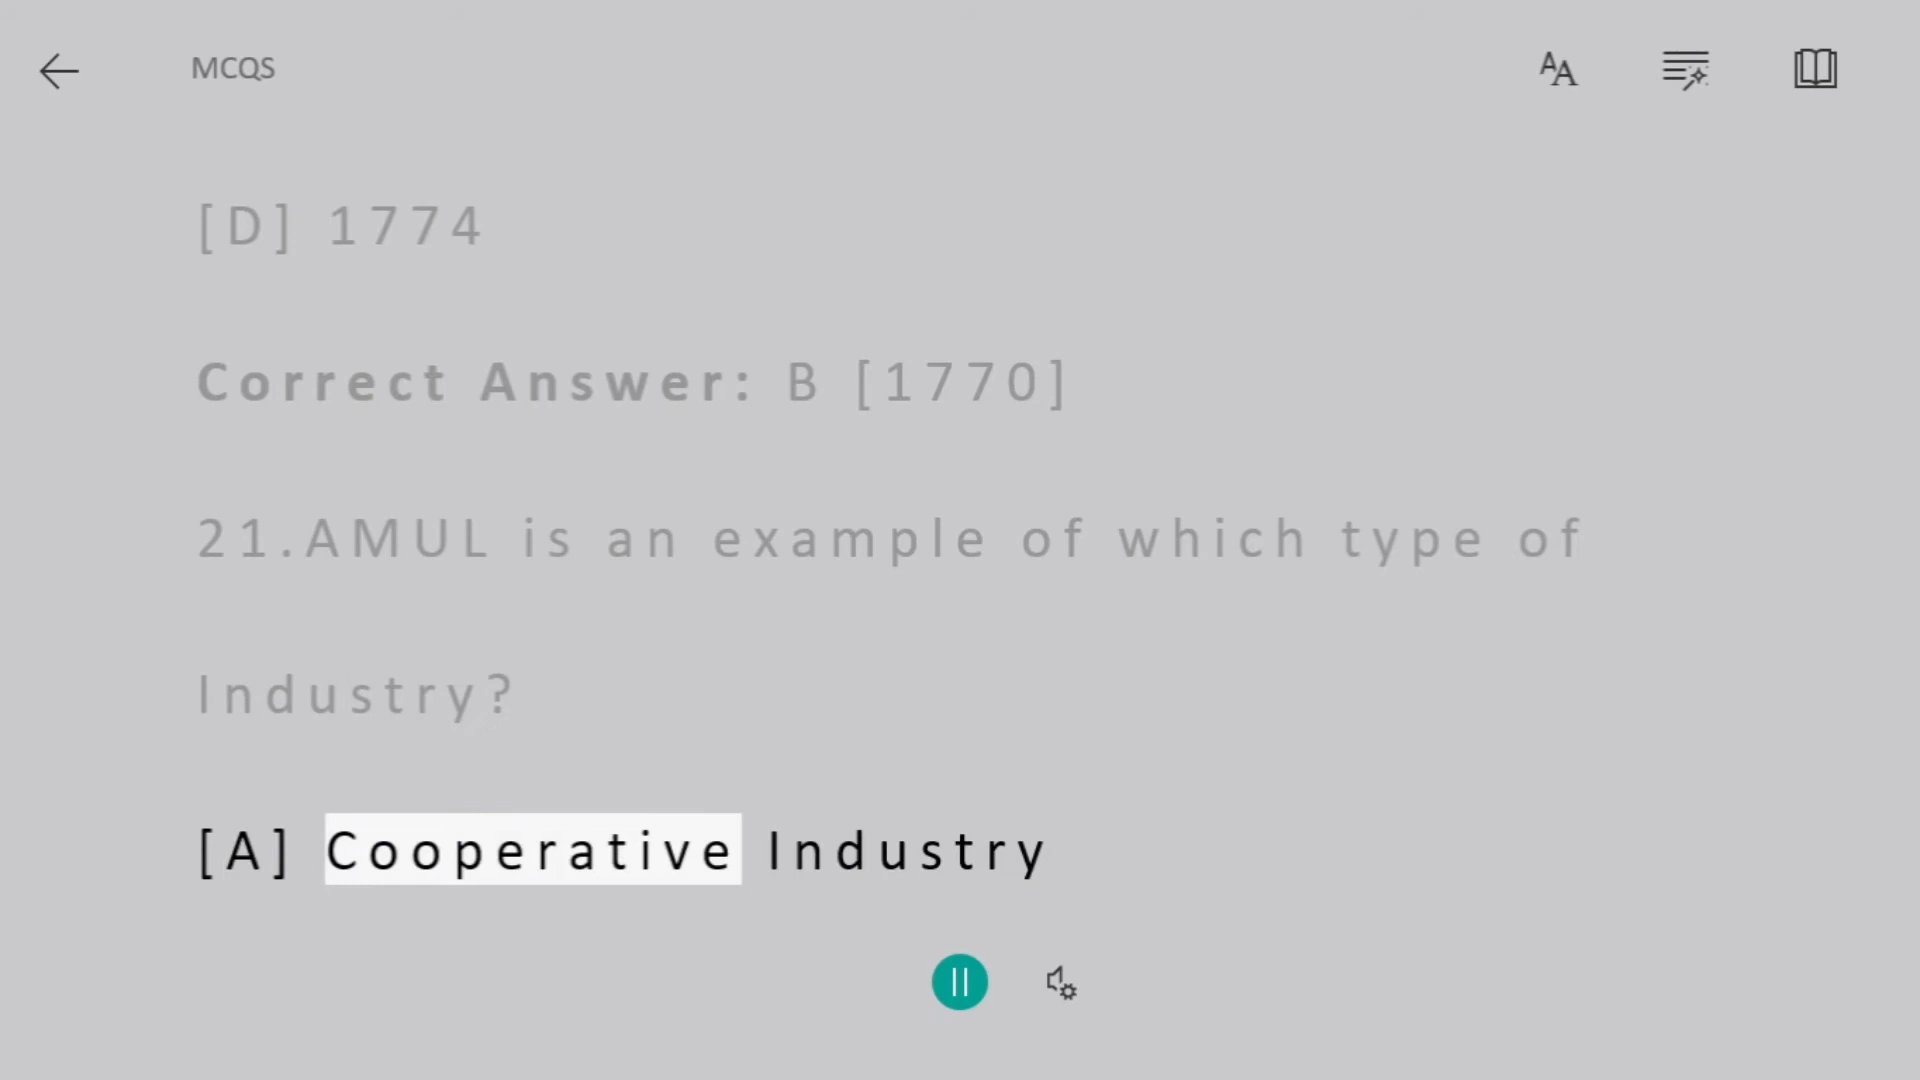 MCQS
[D] 1774
Correct Answer: B [1770]
21.AMUL is an example of which type of
Industry?
[A] Cooperative Industry